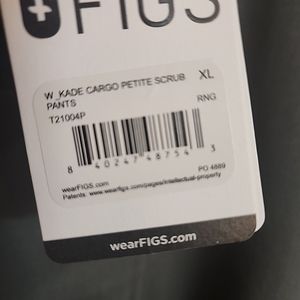 FIGS
W_KADE CARGO PETITE SCRUB XL
PANTS
T21004P RNG
8 40247 48754 3
wearFIGS.com PO 4889
Patents: www.wearfigs.com/pages/intellectual-property
wearFIGS.com